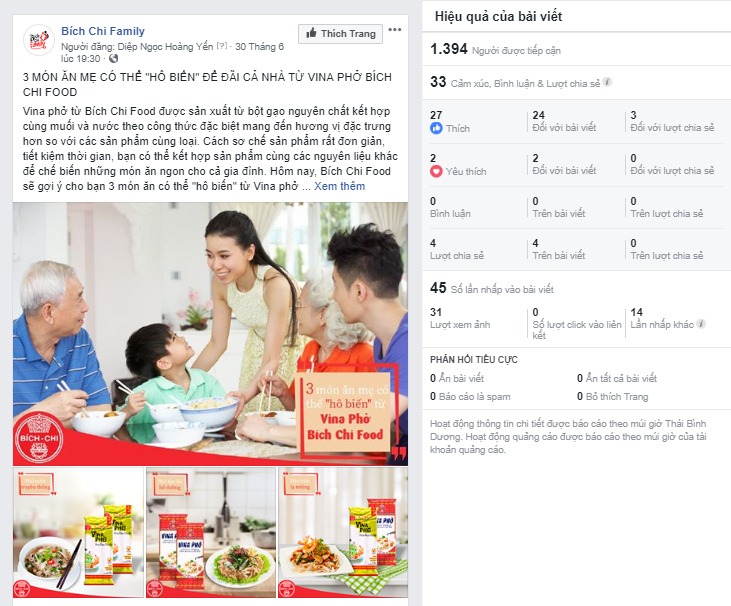 Bích Chi Family
Người đăng: Diệp Ngọc Hoàng Yến [?] · 30 Tháng 6
lúc 19:30 ·
Thích Trang
3 MÓN ĂN MẸ CÓ THỂ "HÔ BIẾN" ĐỂ ĐÃI CẢ NHÀ TỪ VINA PHỞ BÍCH
CHI FOOD
Vina phở từ Bích Chi Food được sản xuất từ bột gạo nguyên chất kết hợp
cùng muối và nước theo công thức đặc biệt mang đến hương vị đặc trưng
hơn so với các sản phẩm cùng loại. Cách sơ chế sản phẩm rất đơn giản,
tiết kiệm thời gian, bạn có thể kết hợp sản phẩm cùng các nguyên liệu khác
để chế biến những món ăn ngon cho cả gia đình. Hôm nay, Bích Chi Food
sẽ gợi ý cho bạn 3 món ăn có thể "hô biến" từ Vina phở ... Xem thêm
3 món ăn mẹ có
thể "hô biến" từ
Vina Phở
Bích Chi Food
BÍCH-CHI
VINA PHỞ
VINA PHỞ
Hiệu quả của bài viết
1.394 Người được tiếp cận
33 Cảm xúc, Bình luận & Lượt chia sẻ
27 Thích
24 Đối với bài viết
3 Đối với lượt chia sẻ
2 Yêu thích
2 Đối với bài viết
0 Đối với lượt chia sẻ
0 Bình luận
0 Trên bài viết
0 Trên lượt chia sẻ
4 Lượt chia sẻ
4 Trên bài viết
0 Trên lượt chia sẻ
45 Số lần nhấp vào bài viết
31 Lượt xem ảnh
0 Số lượt click vào liên
kết
14 Lần nhấp khác
PHẢN HỒI TIÊU CỰC
0 Ẩn bài viết
0 Ẩn tất cả bài viết
0 Báo cáo là spam
0 Bỏ thích Trang
Hoạt động thông tin chi tiết được báo cáo theo múi giờ Thái Bình
Dương. Hoạt động quảng cáo được báo cáo theo múi giờ của tài
khoản quảng cáo.